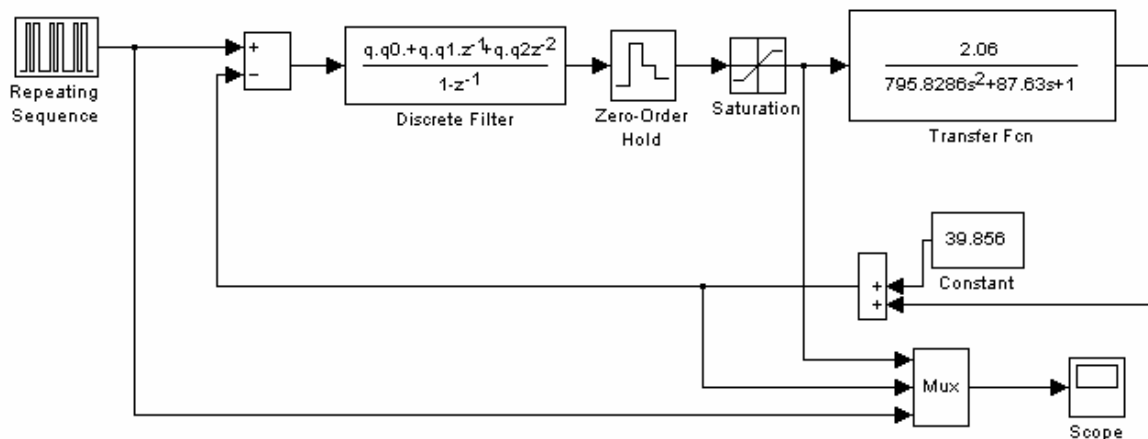 Repeating
Sequence
+
−
q.q0.+q.q1.z-1+q.q2z-2
1-z-1
Discrete Filter
Zero-Order
Hold
Saturation
2.06
795.8286s2+87.63s+1
Transfer Fcn
39.856
Constant
+
+
Mux
Scope